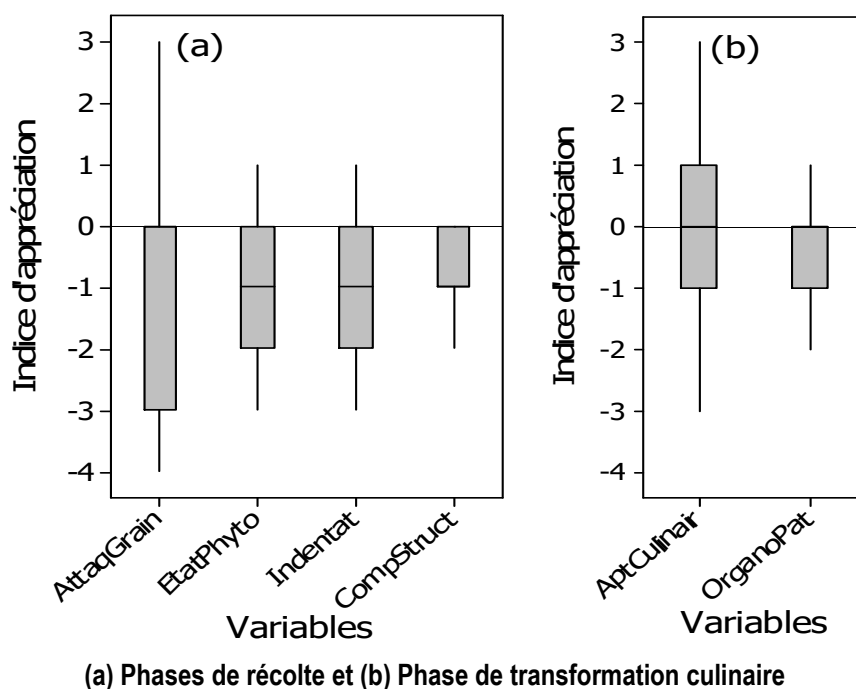 (a)
3
2
1
0
-1
-2
-3
-4
Indice d'appréciation
AttaqGrain
EtatPhyto
Indentat
CompStruct
Variables
(b)
3
2
1
0
-1
-2
-3
-4
Indice d'appréciation
AptCulinair
OrganoPat
Variables
(a) Phases de récolte et (b) Phase de transformation culinaire